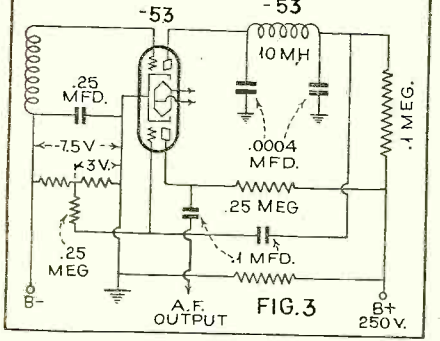 -53
-53
10 MH
.25
MFD.
.1 MEG.
-7.5 V
-3V.
.0004
MFD.
.25 MEG
.25
MEG
.1 MFD.
B-
A.F.
OUTPUT
FIG.3
B+
250 V.